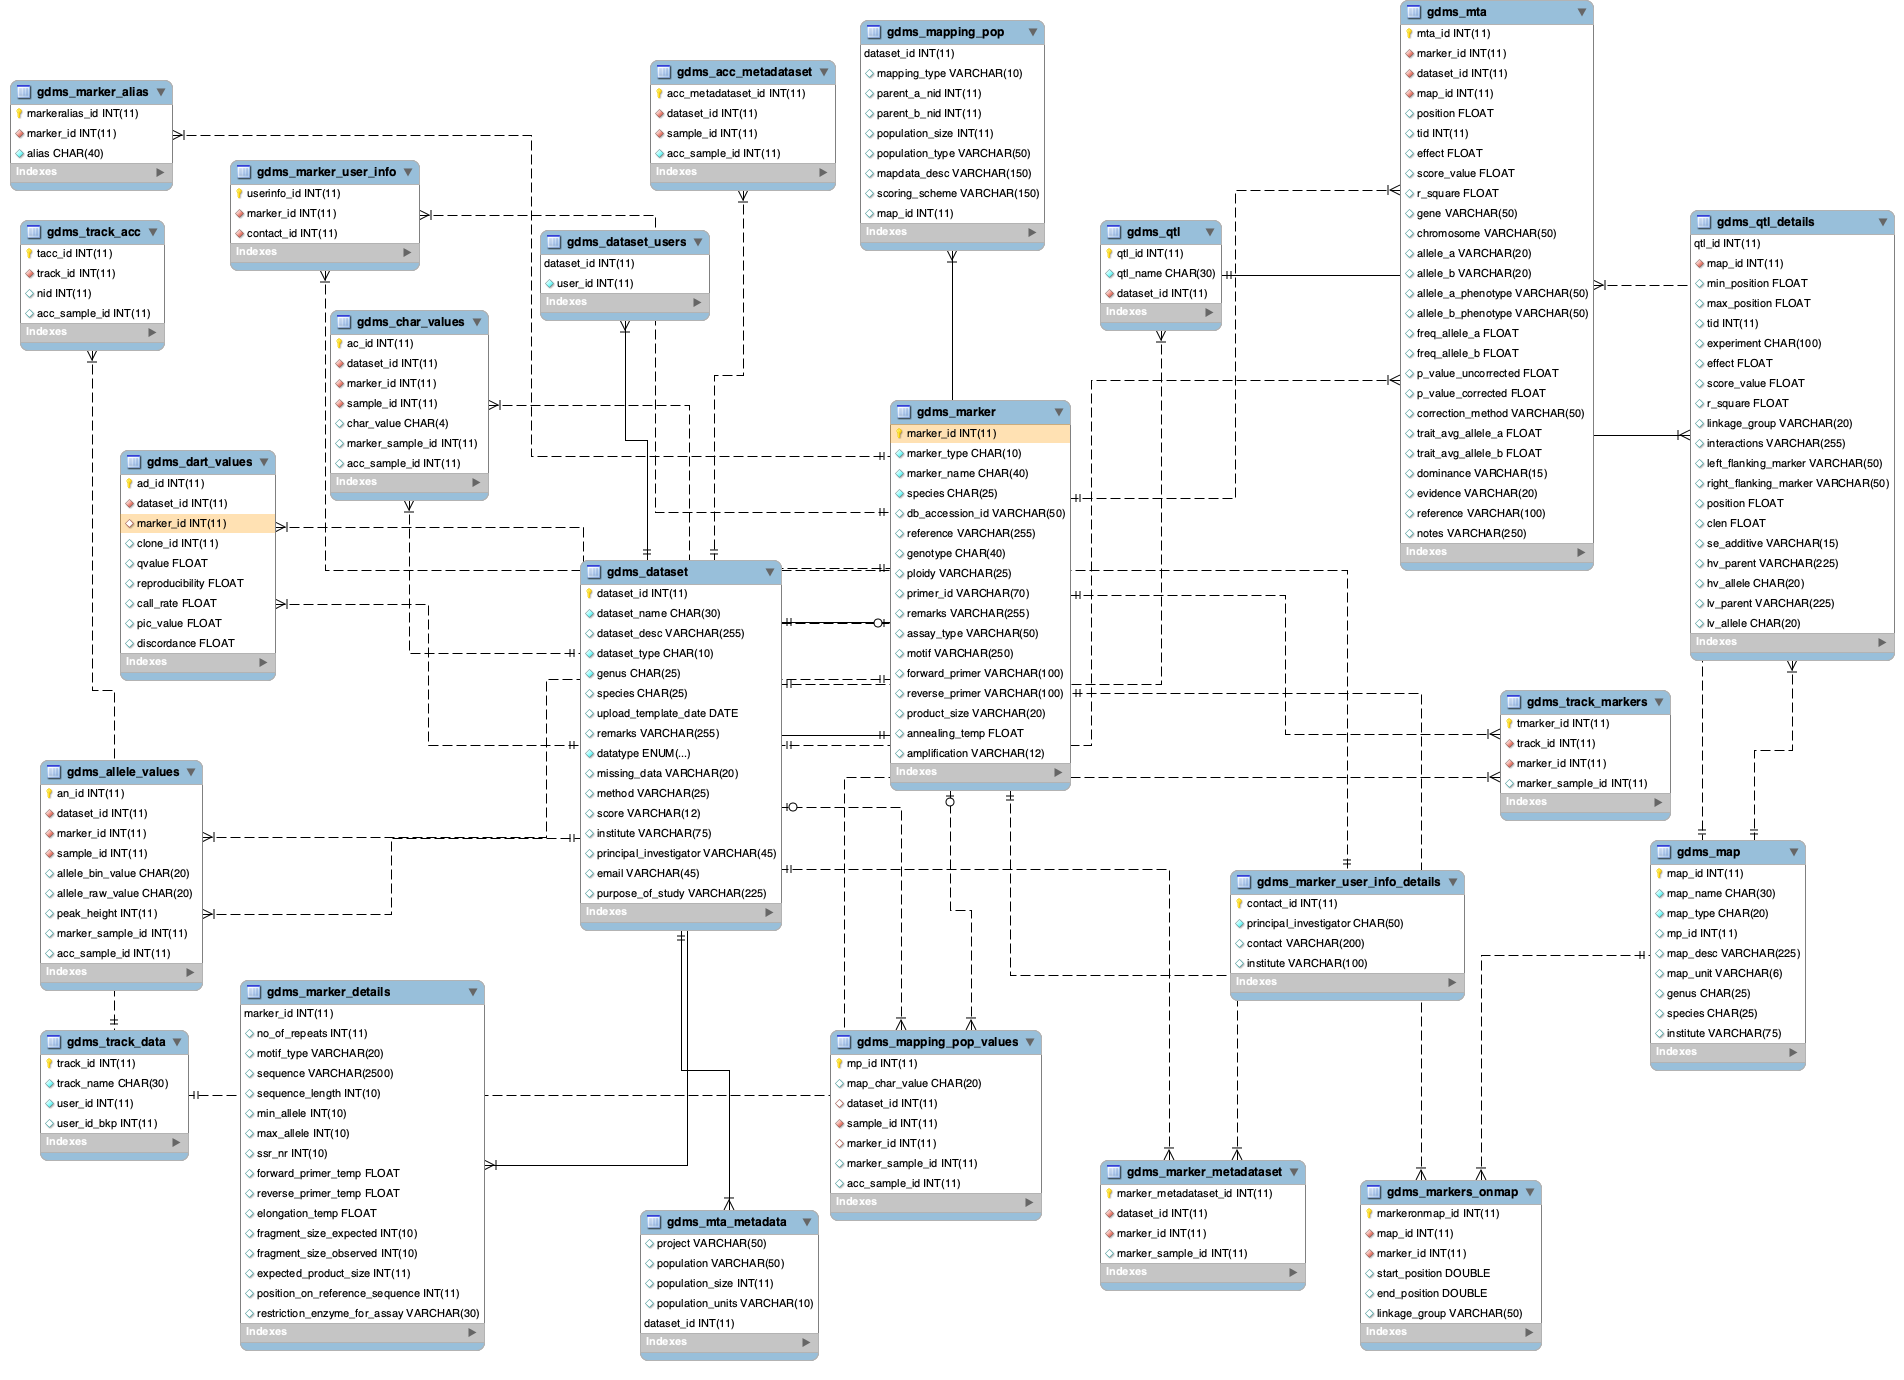 gdms_marker_alias
markeralias_id INT(11)
marker_id INT(11)
alias CHAR(40)
Indexes
gdms_track_acc
tacc_id INT(11)
track_id INT(11)
nid INT(11)
acc_sample_id INT(11)
Indexes
gdms_marker_user_info
userinfo_id INT(11)
marker_id INT(11)
contact_id INT(11)
Indexes
gdms_char_values
ac_id INT(11)
dataset_id INT(11)
marker_id INT(11)
sample_id INT(11)
char_value CHAR(4)
marker_sample_id INT(11)
acc_sample_id INT(11)
Indexes
gdms_dart_values
ad_id INT(11)
dataset_id INT(11)
marker_id INT(11)
clone_id INT(11)
qvalue FLOAT
reproducibility FLOAT
call_rate FLOAT
pic_value FLOAT
discordance FLOAT
Indexes
gdms_allele_values
an_id INT(11)
dataset_id INT(11)
marker_id INT(11)
sample_id INT(11)
allele_bin_value CHAR(20)
allele_raw_value CHAR(20)
peak_height INT(11)
marker_sample_id INT(11)
acc_sample_id INT(11)
Indexes
gdms_track_data
track_id INT(11)
track_name CHAR(30)
user_id INT(11)
user_id_bkp INT(11)
Indexes
gdms_marker_details
marker_id INT(11)
no_of_repeats INT(11)
motif_type VARCHAR(20)
sequence VARCHAR(2500)
sequence_length INT(10)
min_allele INT(10)
max_allele INT(10)
ssr_nr INT(10)
forward_primer_temp FLOAT
reverse_primer_temp FLOAT
elongation_temp FLOAT
fragment_size_expected INT(10)
fragment_size_observed INT(10)
expected_product_size INT(11)
position_on_reference_sequence INT(11)
restriction_enzyme_for_assay VARCHAR(30)
Indexes
gdms_acc_metadataset
acc_metadataset_id INT(11)
dataset_id INT(11)
sample_id INT(11)
acc_sample_id INT(11)
Indexes
gdms_dataset_users
dataset_id INT(11)
user_id INT(11)
Indexes
gdms_dataset
dataset_id INT(11)
dataset_name CHAR(30)
dataset_desc VARCHAR(255)
dataset_type CHAR(10)
genus CHAR(25)
species CHAR(25)
upload_template_date DATE
remarks VARCHAR(255)
datatype ENUM(...)
missing_data VARCHAR(20)
method VARCHAR(25)
score VARCHAR(12)
institute VARCHAR(75)
principal_investigator VARCHAR(45)
email VARCHAR(45)
purpose_of_study VARCHAR(225)
Indexes
gdms_mta_metadata
project VARCHAR(50)
population VARCHAR(50)
population_size INT(11)
population_units VARCHAR(10)
dataset_id INT(11)
Indexes
gdms_mapping_pop
dataset_id INT(11)
mapping_type VARCHAR(10)
parent_a_nid INT(11)
parent_b_nid INT(11)
population_size INT(11)
population_type VARCHAR(50)
mapdata_desc VARCHAR(150)
scoring_scheme VARCHAR(150)
map_id INT(11)
Indexes
gdms_marker
marker_id INT(11)
marker_type CHAR(10)
marker_name CHAR(40)
species CHAR(25)
db_accession_id VARCHAR(50)
reference VARCHAR(255)
genotype CHAR(40)
ploidy VARCHAR(25)
primer_id VARCHAR(70)
remarks VARCHAR(255)
assay_type VARCHAR(50)
motif VARCHAR(250)
forward_primer VARCHAR(100)
reverse_primer VARCHAR(100)
product_size VARCHAR(20)
annealing_temp FLOAT
amplification VARCHAR(12)
Indexes
gdms_mapping_pop_values
mp_id INT(11)
map_char_value CHAR(20)
dataset_id INT(11)
sample_id INT(11)
marker_id INT(11)
marker_sample_id INT(11)
acc_sample_id INT(11)
Indexes
gdms_qtl
qtl_id INT(11)
qtl_name CHAR(30)
dataset_id INT(11)
Indexes
gdms_mta
mta_id INT(11)
marker_id INT(11)
dataset_id INT(11)
map_id INT(11)
position FLOAT
tid INT(11)
effect FLOAT
score_value FLOAT
r_square FLOAT
gene VARCHAR(50)
chromosome VARCHAR(50)
allele_a VARCHAR(20)
allele_b VARCHAR(20)
allele_a_phenotype VARCHAR(50)
allele_b_phenotype VARCHAR(50)
freq_allele_a FLOAT
freq_allele_b FLOAT
p_value_uncorrected FLOAT
p_value_corrected FLOAT
correction_method VARCHAR(50)
trait_avg_allele_a FLOAT
trait_avg_allele_b FLOAT
dominance VARCHAR(15)
evidence VARCHAR(20)
reference VARCHAR(100)
notes VARCHAR(250)
Indexes
gdms_qtl_details
qtl_id INT(11)
map_id INT(11)
min_position FLOAT
max_position FLOAT
tid INT(11)
experiment CHAR(100)
effect FLOAT
score_value FLOAT
r_square FLOAT
linkage_group VARCHAR(20)
interactions VARCHAR(255)
left_flanking_marker VARCHAR(50)
right_flanking_marker VARCHAR(50)
position FLOAT
clen FLOAT
se_additive VARCHAR(15)
hv_parent VARCHAR(225)
hv_allele CHAR(20)
lv_parent VARCHAR(225)
lv_allele CHAR(20)
Indexes
gdms_track_markers
tmarker_id INT(11)
track_id INT(11)
marker_id INT(11)
marker_sample_id INT(11)
Indexes
gdms_marker_user_info_details
contact_id INT(11)
principal_investigator CHAR(50)
contact VARCHAR(200)
institute VARCHAR(100)
Indexes
gdms_map
map_id INT(11)
map_name CHAR(30)
map_type CHAR(20)
mp_id INT(11)
map_desc VARCHAR(225)
map_unit VARCHAR(6)
genus CHAR(25)
species CHAR(25)
institute VARCHAR(75)
Indexes
gdms_marker_metadataset
marker_metadataset_id INT(11)
dataset_id INT(11)
marker_id INT(11)
marker_sample_id INT(11)
Indexes
gdms_markers_onmap
markeronmap_id INT(11)
map_id INT(11)
marker_id INT(11)
start_position DOUBLE
end_position DOUBLE
linkage_group VARCHAR(50)
Indexes